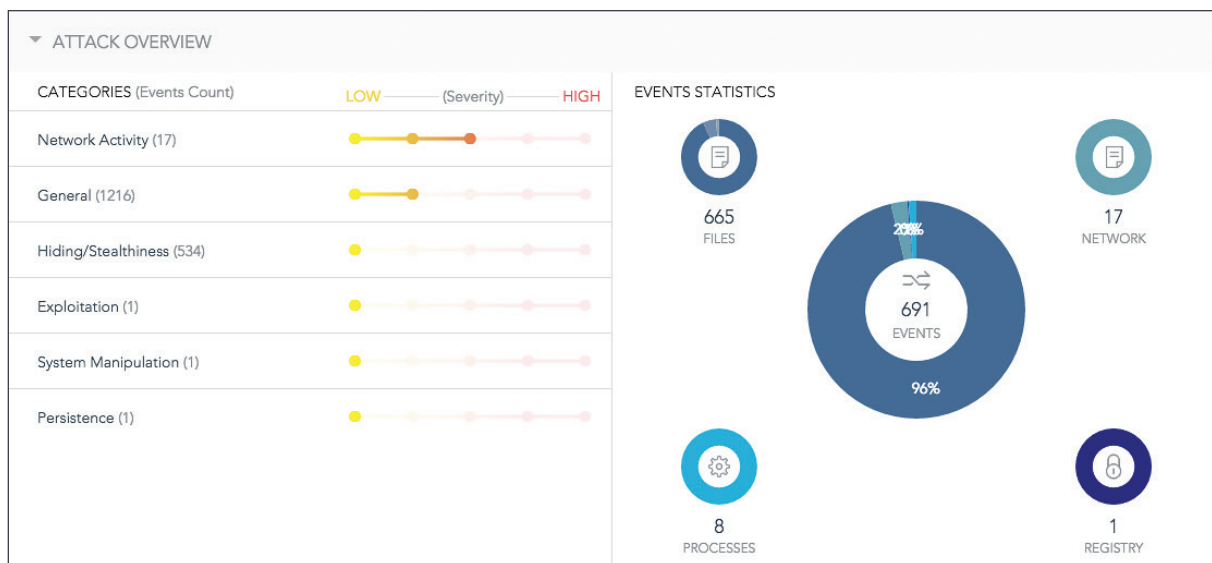 ATTACK OVERVIEW
CATEGORIES (Events Count)
LOW (Severity) HIGH
Network Activity (17)
General (1216)
Hiding/Stealthiness (534)
Exploitation (1)
System Manipulation (1)
Persistence (1)
EVENTS STATISTICS
665
FILES
17
NETWORK
691
EVENTS
96%
8
PROCESSES
1
REGISTRY